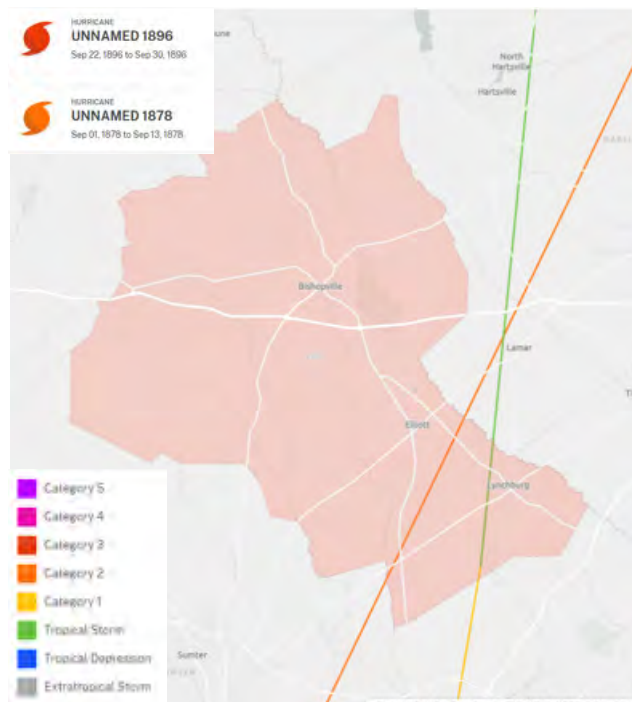 HURRICANE
UNNAMED 1896
Sep 22, 1896 to Sep 30, 1896
HURRICANE
UNNAMED 1878
Sep 01, 1878 to Sep 13, 1878
North
Hartsville
Hartsville
Bishopville
Lamar
Elliott
Lynchburg
Sumter
Category 5
Category 4
Category 3
Category 2
Category 1
Tropical Storm
Tropical Depression
Extratropical Storm